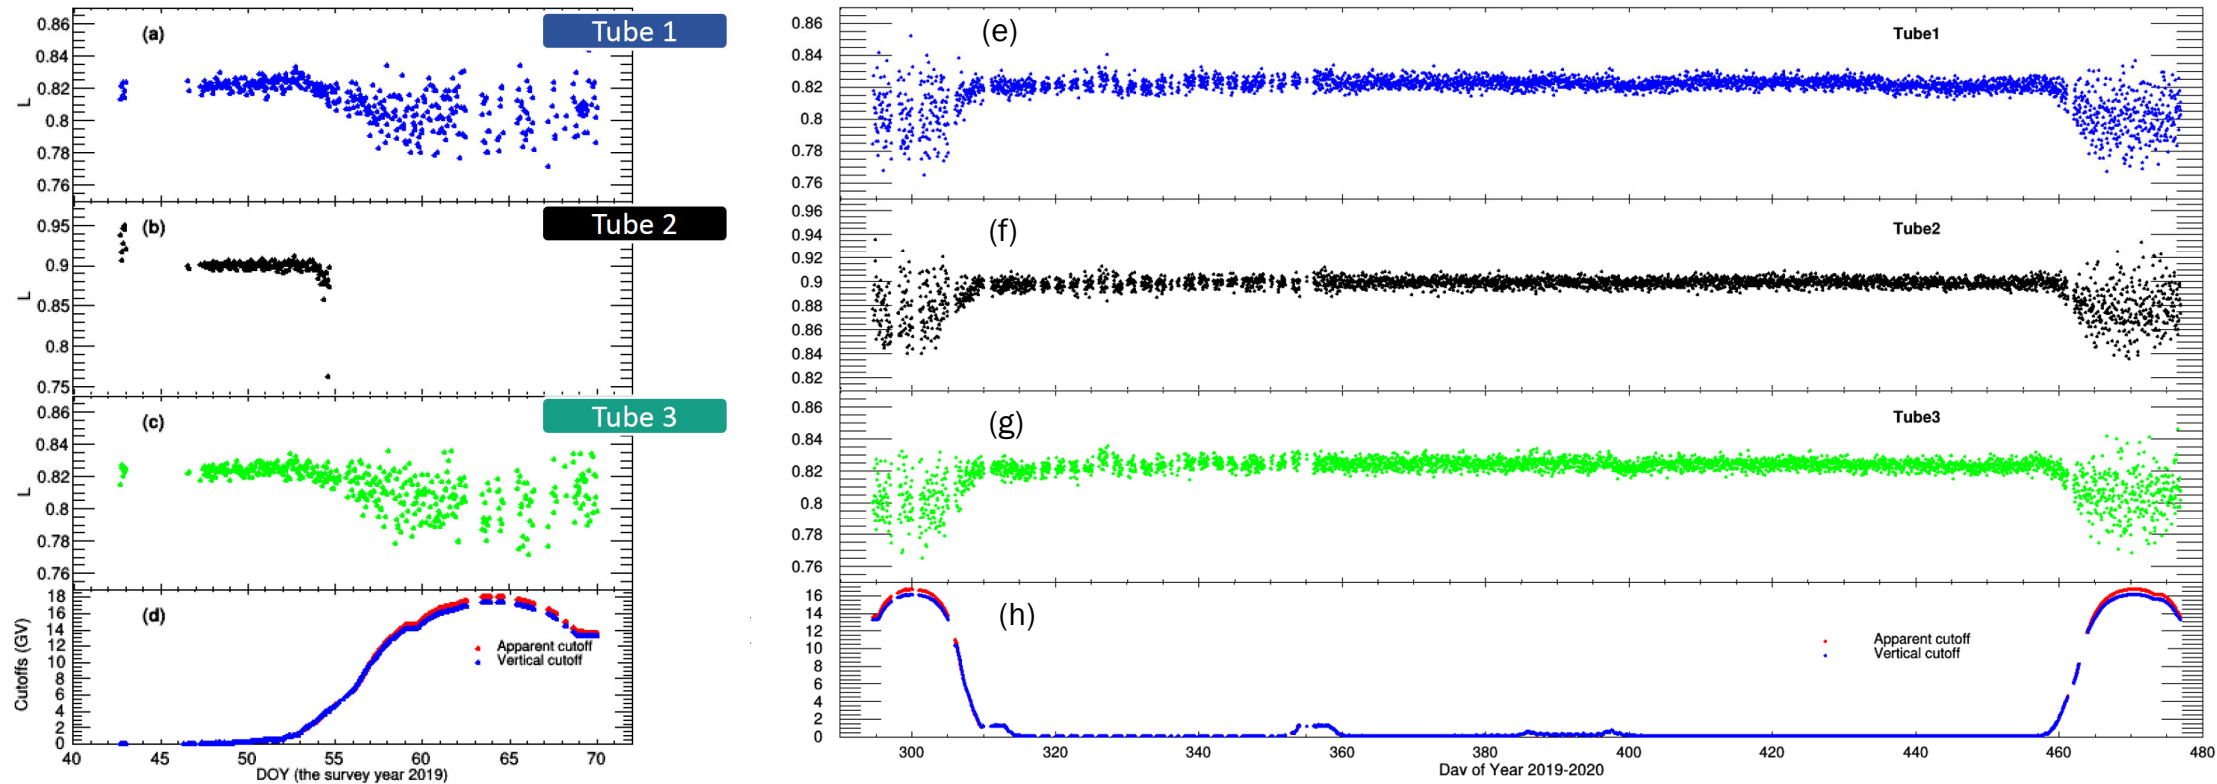 (a)
Tube 1
0.86
0.84
0.82
0.8
0.78
0.76
L
(b)
Tube 2
0.95
0.9
0.85
0.8
0.75
L
(c)
Tube 3
0.86
0.84
0.82
0.8
0.78
0.76
L
(d)
18
16
14
12
10
8
6
4
2
0
Cutoffs (GV)
Apparent cutoff
Vertical cutoff
40 45 50 55 60 65 70
DOY (the survey year 2019)
(e)
Tube1
0.86
0.84
0.82
0.8
0.78
0.76
(f)
Tube2
0.96
0.94
0.92
0.9
0.88
0.86
0.84
0.82
(g)
Tube3
0.86
0.84
0.82
0.8
0.78
0.76
(h)
16
14
12
10
8
6
4
2
0
Apparent cutoff
Vertical cutoff
300 320 340 360 380 400 420 440 460 480
Day of Year 2019-2020